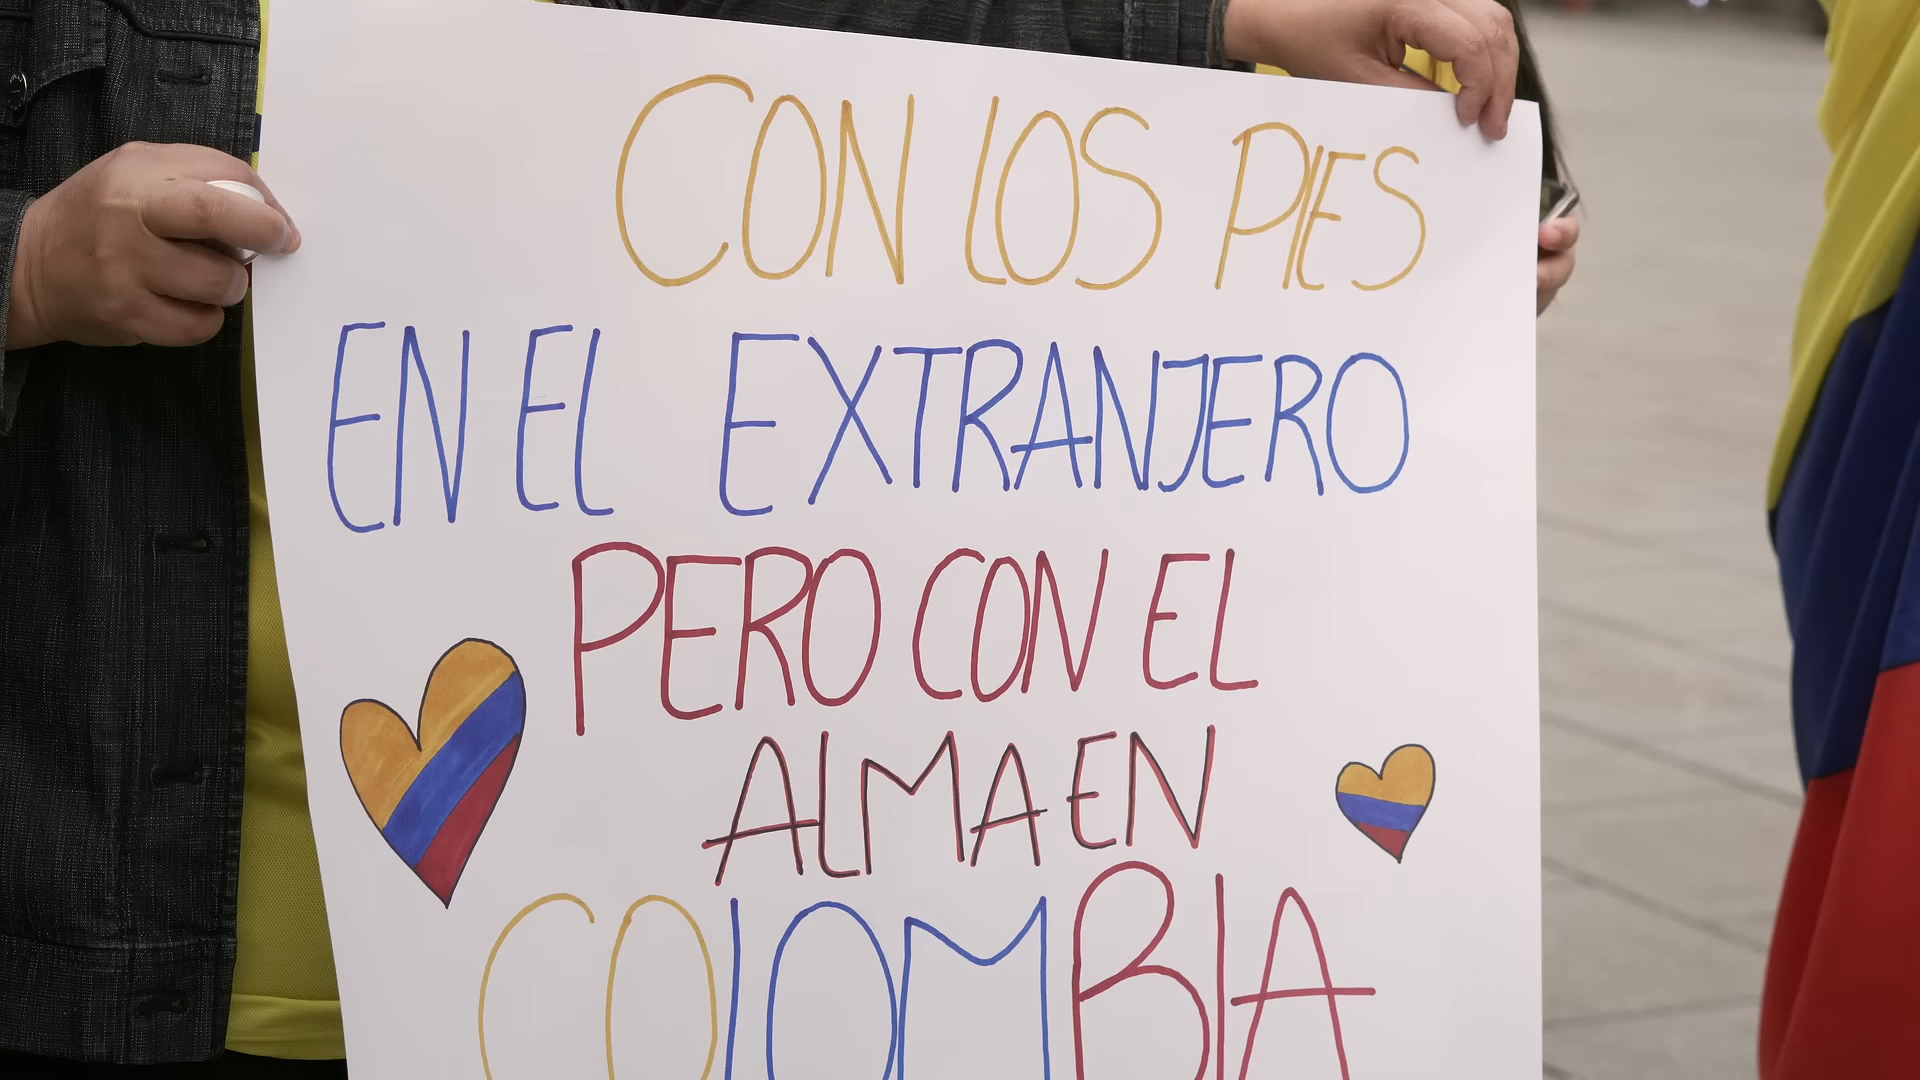 CON LOS PIES
EN EL EXTRANJERO
PERO CON EL
ALMA EN
COLOMBIA